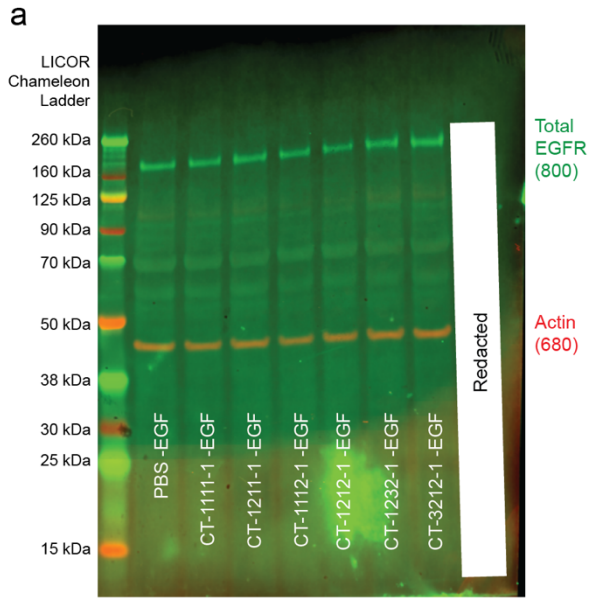 a
LICOR
Chameleon
Ladder
260 kDa
160 kDa
125 kDa
90 kDa
70 kDa
50 kDa
38 kDa
30 kDa
25 kDa
15 kDa
PBS -EGF
CT-1111-1 -EGF
CT-1211-1 -EGF
CT-1112-1 -EGF
CT-1212-1 -EGF
CT-1232-1 -EGF
CT-3212-1 -EGF
Redacted
Total
EGFR
(800)
Actin
(680)